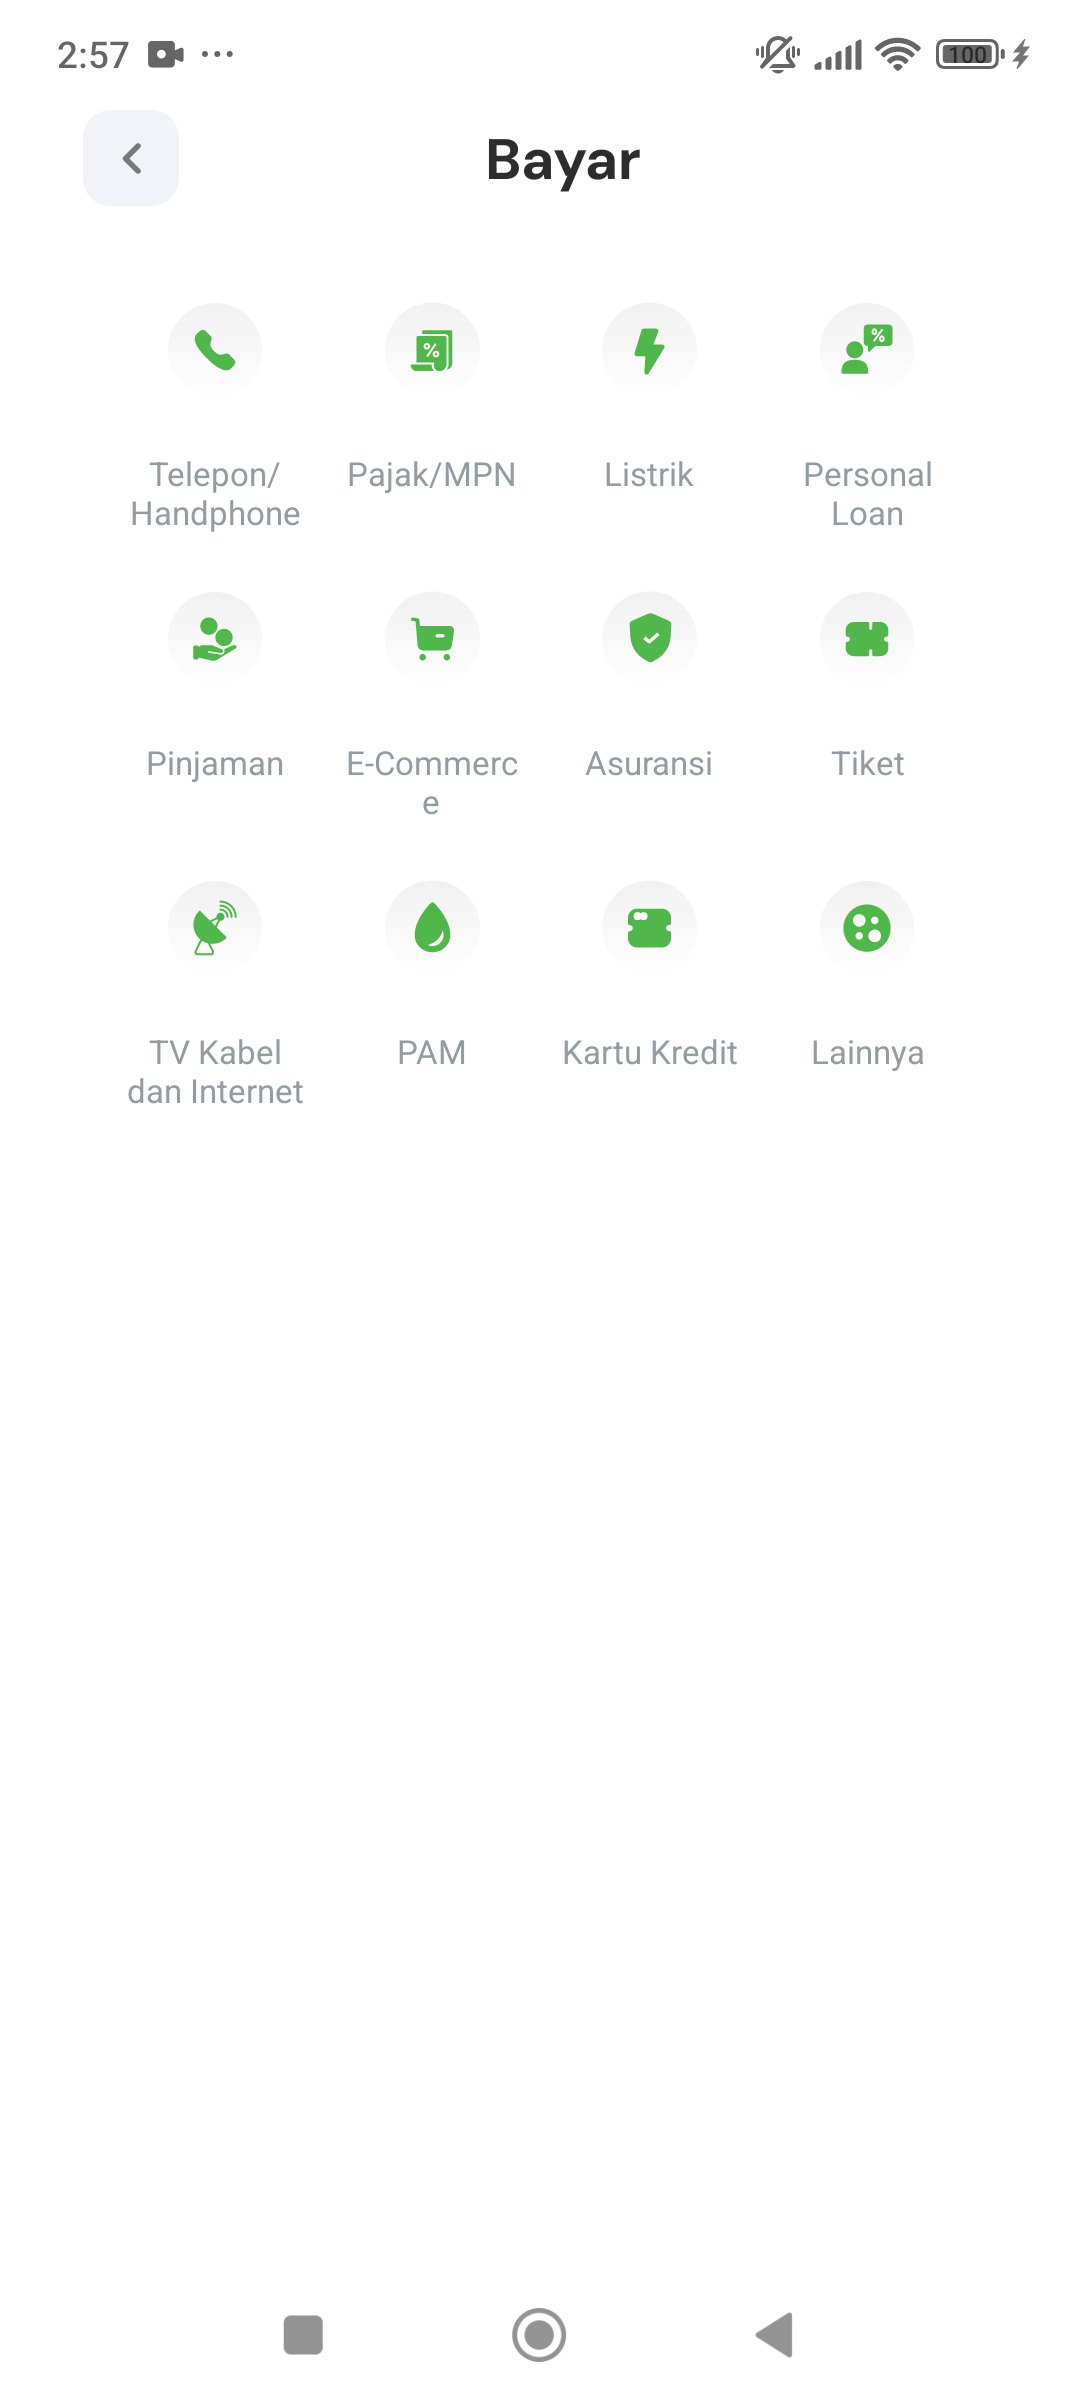 2:57
100
Bayar
Telepon/
Handphone
Pajak/MPN
Listrik
Personal
Loan
Pinjaman
E-Commerc
e
Asuransi
Tiket
TV Kabel
dan Internet
PAM
Kartu Kredit
Lainnya